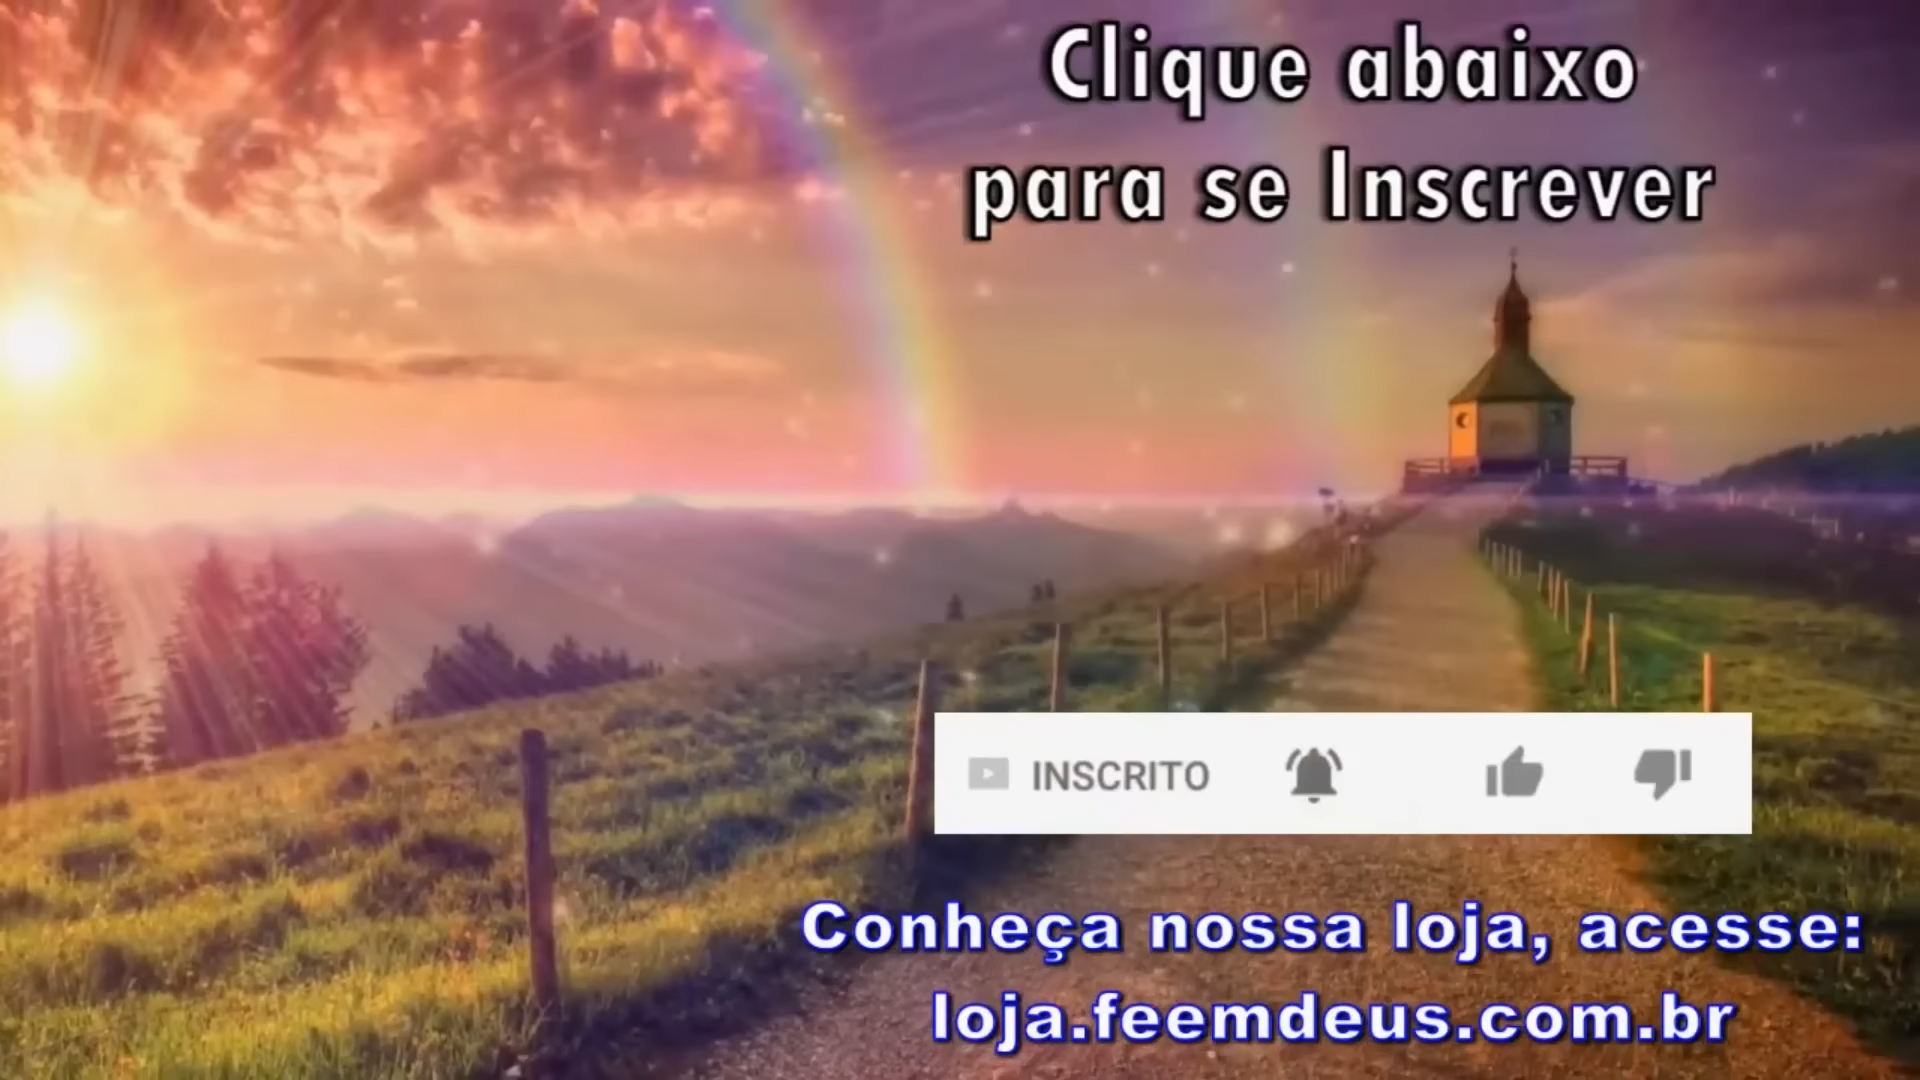 Clique abaixo
para se Inscrever
INSCRITO
Conheça nossa loja, acesse:
loja.feemdeus.com.br